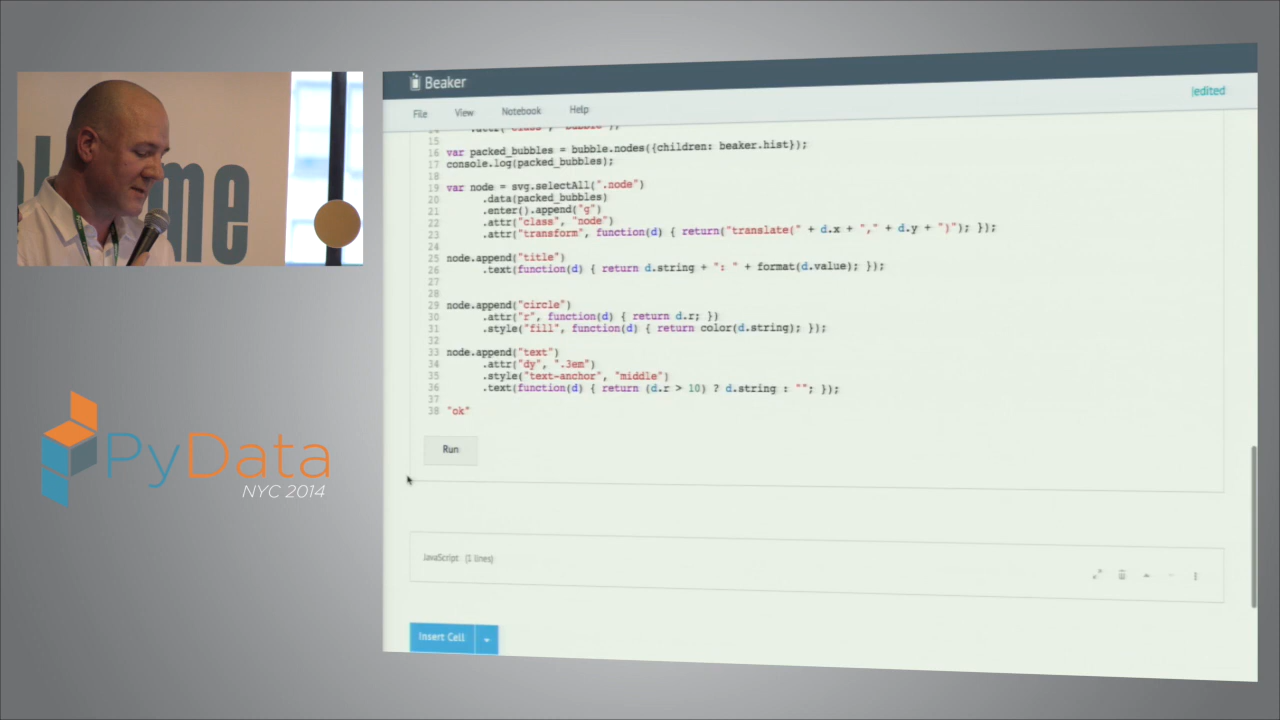 me
PyData
NYC 2014
Beaker
|edited
File View Notebook Help
15
16 var packed_bubbles = bubble.nodes({children: beaker.hist});
17 console.log(packed_bubbles);
18
19 var node = svg.selectAll(".node")
20 .data(packed_bubbles)
21 .enter().append("g")
22 .attr("class", "node")
23 .attr("transform", function(d) { return("translate(" + d.x + "," + d.y + ")"); });
24
25 node.append("title")
26 .text(function(d) { return d.string + ": " + format(d.value); });
27
28
29 node.append("circle")
30 .attr("r", function(d) { return d.r; })
31 .style("fill", function(d) { return color(d.string); });
32
33 node.append("text")
34 .attr("dy", ".3em")
35 .style("text-anchor", "middle")
36 .text(function(d) { return (d.r > 10) ? d.string : ""; });
37
38 "ok"
Run
JavaScript (1 lines)
Insert Cell